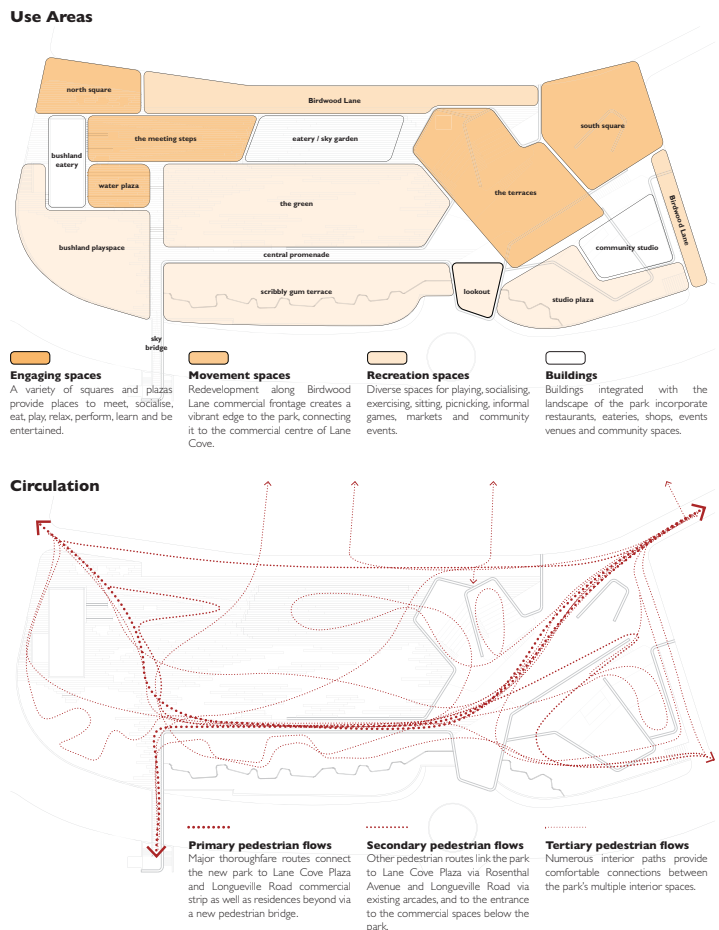 Use Areas
north square
Birdwood Lane
south square
the meeting steps
eatery / sky garden
bushland
eatery
water plaza
the terraces
the green
Birdwood Lane
bushland playspace
community studio
central promenade
scribbly gum terrace
lookout
studio plaza
sky
bridge
Engaging spaces
A variety of squares and plazas
provide places to meet, socialise,
eat, play, relax, perform, learn and be
entertained.
Movement spaces
Redevelopment along Birdwood
Lane commercial frontage creates a
vibrant edge to the park, connecting
it to the commercial centre of Lane
Cove.
Recreation spaces
Diverse spaces for playing, socialising,
exercising, sitting, picnicking, informal
games, markets and community
events.
Buildings
Buildings integrated with the
landscape of the park incorporate
restaurants, eateries, shops, events
venues and community spaces.
Circulation
Primary pedestrian flows
Major thoroughfare routes connect
the new park to Lane Cove Plaza
and Longueville Road commercial
strip as well as residences beyond via
a new pedestrian bridge.
Secondary pedestrian flows
Other pedestrian routes link the park
to Lane Cove Plaza via Rosenthal
Avenue and Longueville Road via
existing arcades, and to the entrance
to the commercial spaces below the
park.
Tertiary pedestrian flows
Numerous interior paths provide
comfortable connections between
the park's multiple interior spaces.